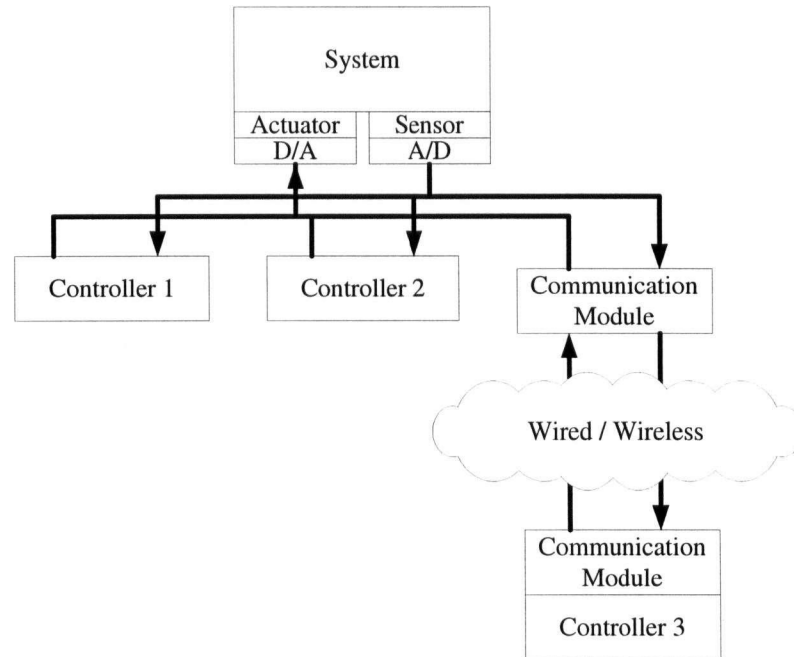 System
Actuator
Sensor
D/A
A/D
Controller 1
Controller 2
Communication
Module
Wired / Wireless
Communication
Module
Controller 3